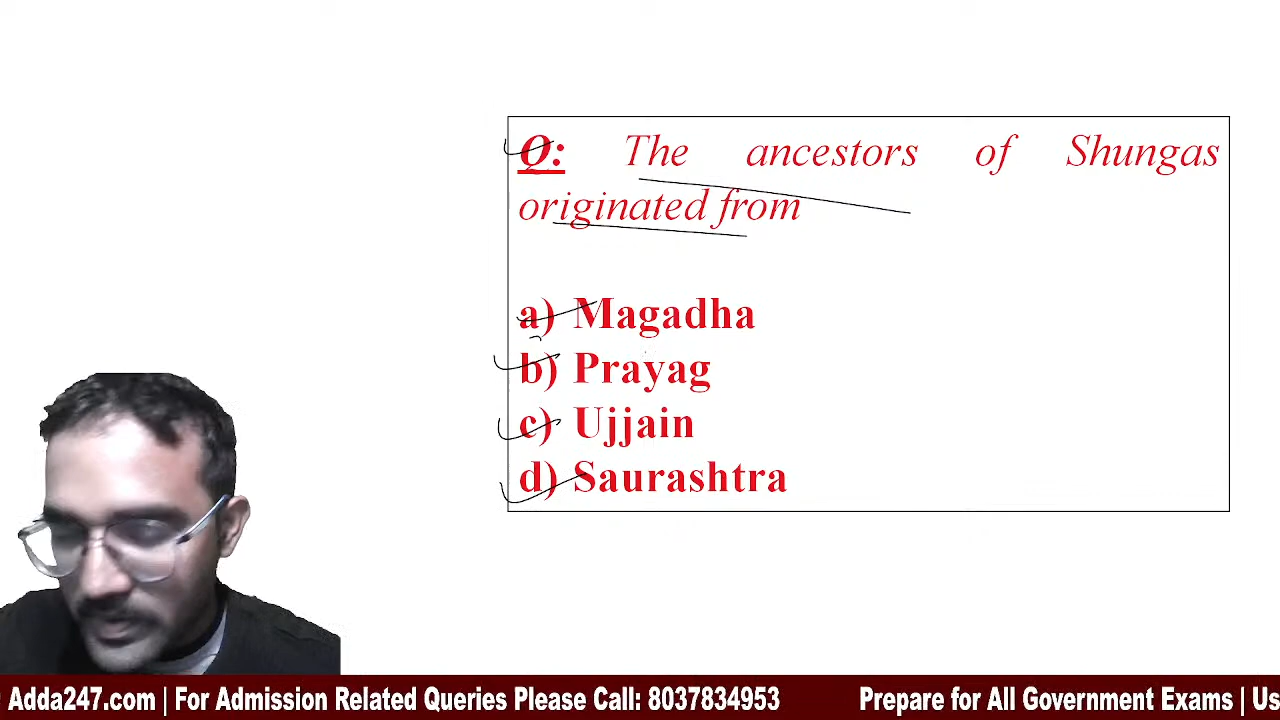 Q: The ancestors of Shungas
originated from
a) Magadha
b) Prayag
c) Ujjain
d) Saurashtra
Adda247.com | For Admission Related Queries Please Call: 8037834953 Prepare for All Government Exams | Us